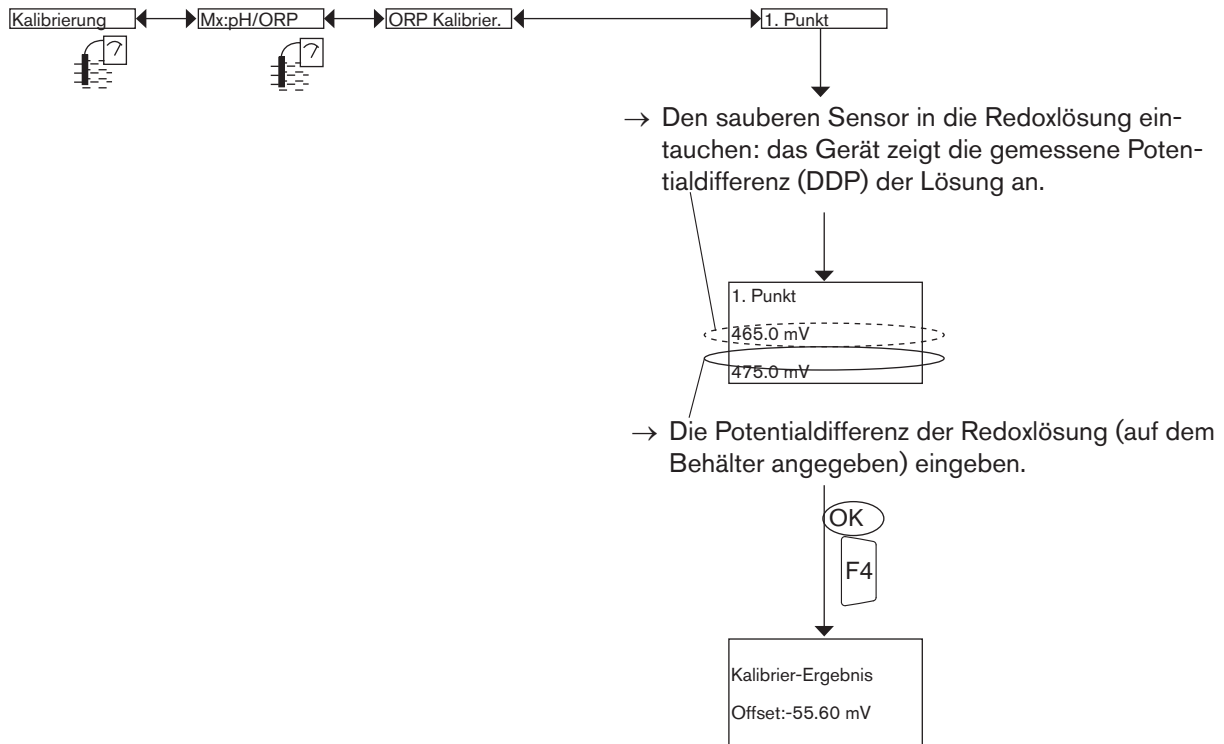 Kalibrierung
Mx:pH/ORP
ORP Kalibrier.
1. Punkt
→ Den sauberen Sensor in die Redoxlösung ein-
tauchen: das Gerät zeigt die gemessene Poten-
tialdifferenz (DDP) der Lösung an.
1. Punkt
465.0 mV
475.0 mV
→ Die Potentialdifferenz der Redoxlösung (auf dem
Behälter angegeben) eingeben.
OK
F4
Kalibrier-Ergebnis
Offset:-55.60 mV